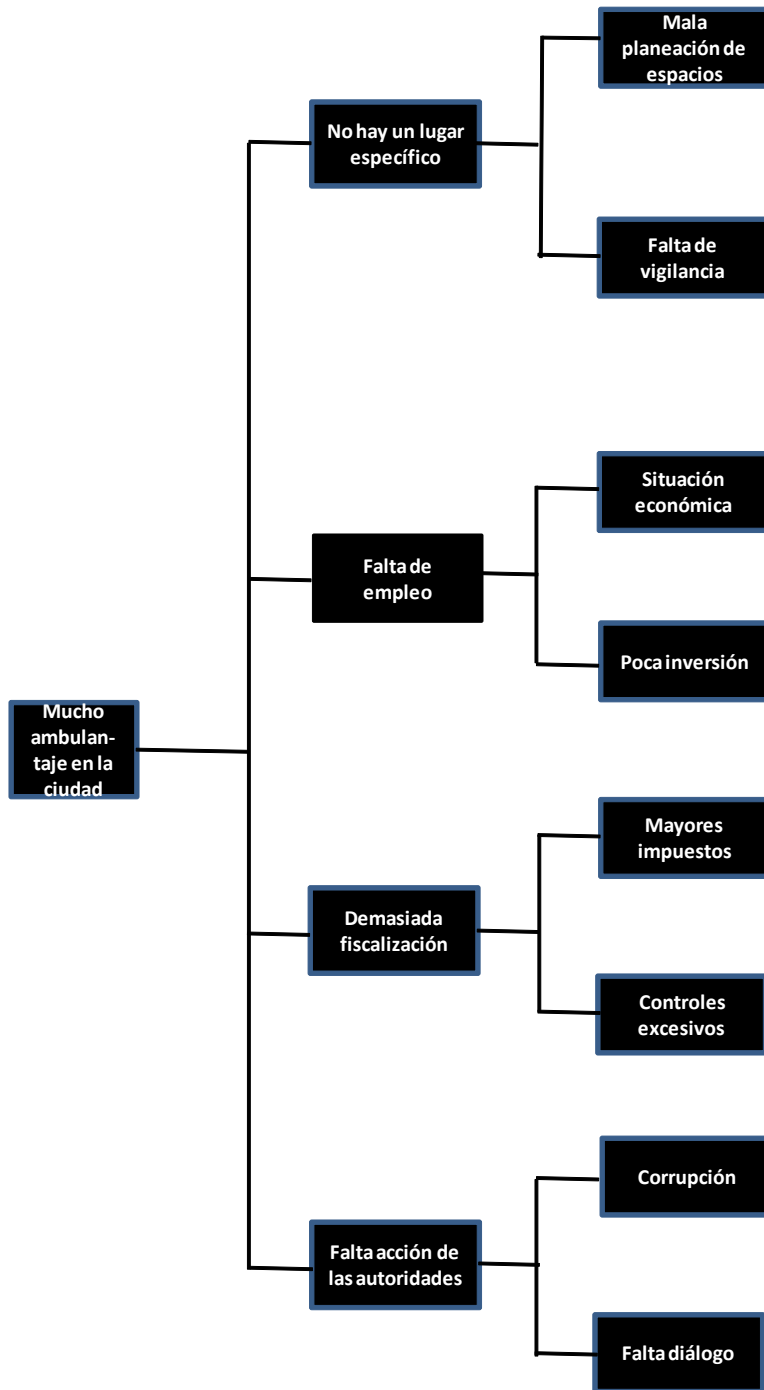 Mala
planeación de
espacios
No hay un lugar
específico
Falta de
vigilancia
Situación
económica
Falta de
empleo
Poca inversión
Mucho
ambulan-
taje en la
ciudad
Mayores
impuestos
Demasiada
fiscalización
Controles
excesivos
Corrupción
Falta acción de
las autoridades
Falta diálogo